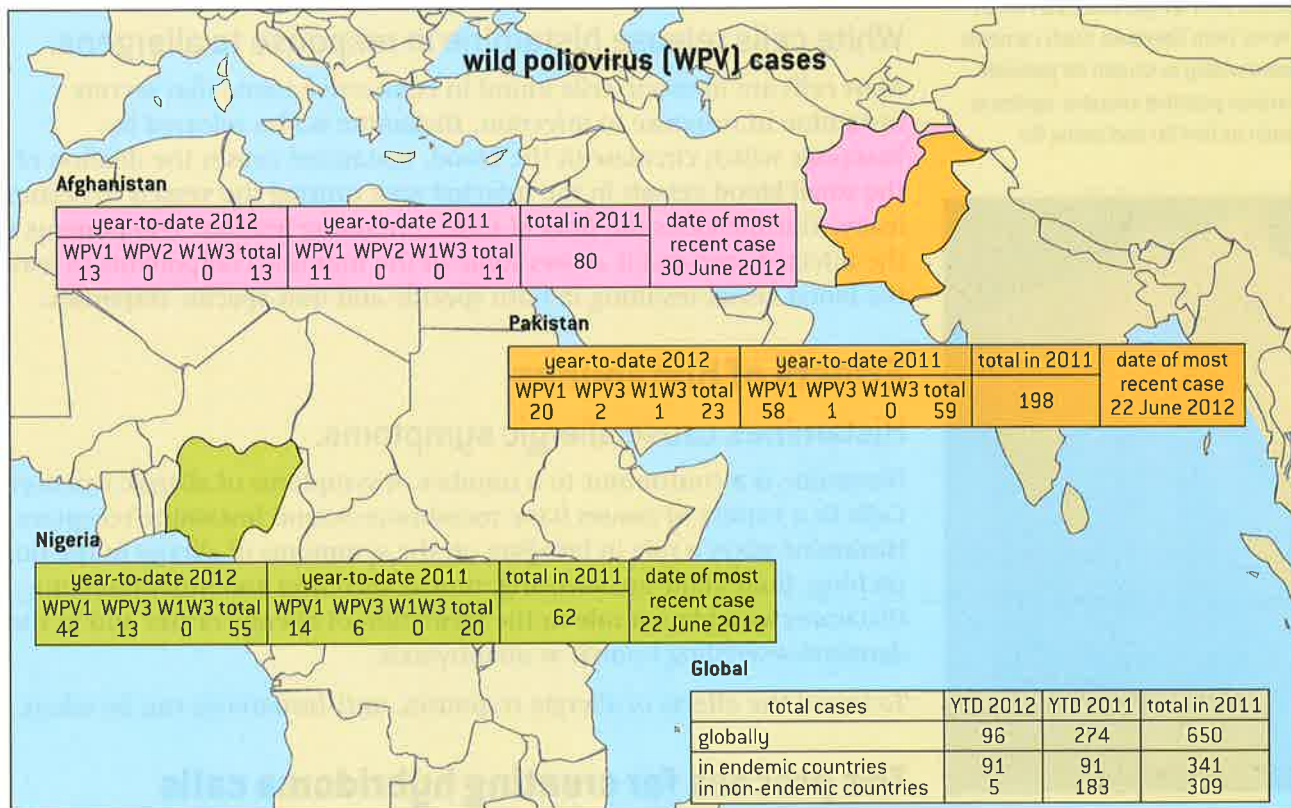 wild poliovirus (WPV) cases
Afghanistan
year-to-date 2012 year-to-date 2011 total in 2011 date of most
recent case
30 June 2012
WPV1 WPV2 W1W3 total WPV1 WPV2 W1W3 total
13 0 0 13 11 0 0 11 80
Pakistan
year-to-date 2012 year-to-date 2011 total in 2011 date of most
recent case
22 June 2012
WPV1 WPV3 W1W3 total WPV1 WPV3 W1W3 total
20 2 1 23 58 1 0 59 198
Nigeria
year-to-date 2012 year-to-date 2011 total in 2011 date of most
recent case
22 June 2012
WPV1 WPV3 W1W3 total WPV1 WPV3 W1W3 total
42 13 0 55 14 6 0 20 62
Global
total cases YTD 2012 YTD 2011 total in 2011
globally 96 274 650
in endemic countries 91 91 341
in non-endemic countries 5 183 309